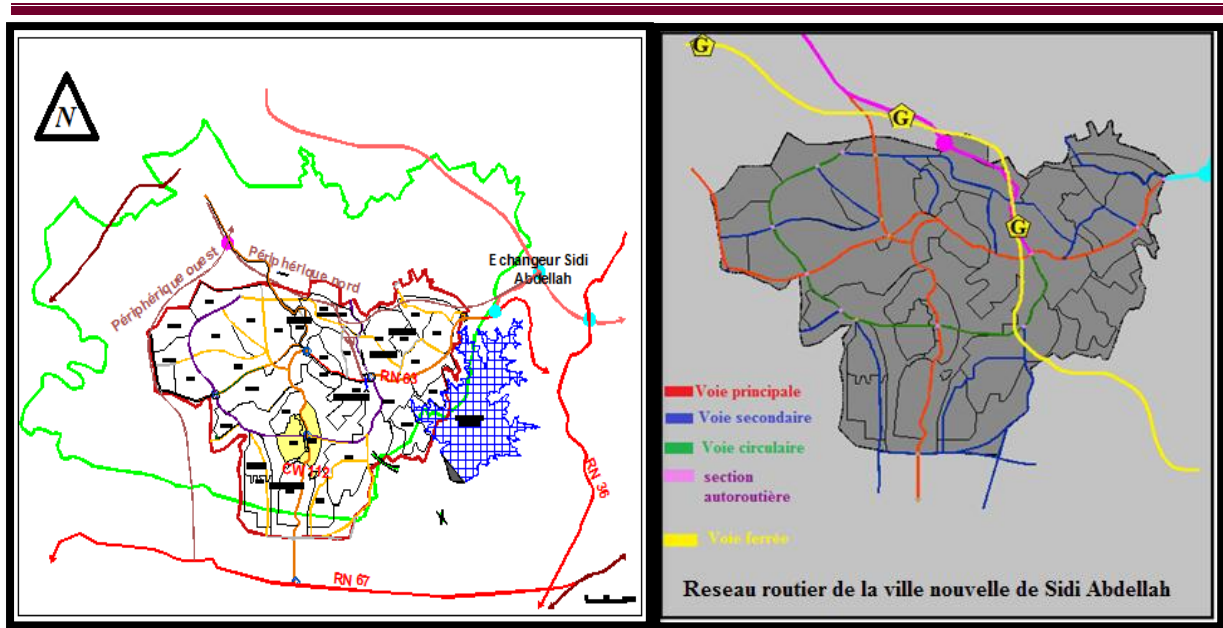 N
Périphérique ouest
Périphérique nord
Echangeur Sidi
Abdellah
RN 63
CW 112
RN 36
RN 67
G
G
G
Voie principale
Voie secondaire
Voie circulaire
section
autoroutière
Voie ferrée
Reseau routier de la ville nouvelle de Sidi Abdellah